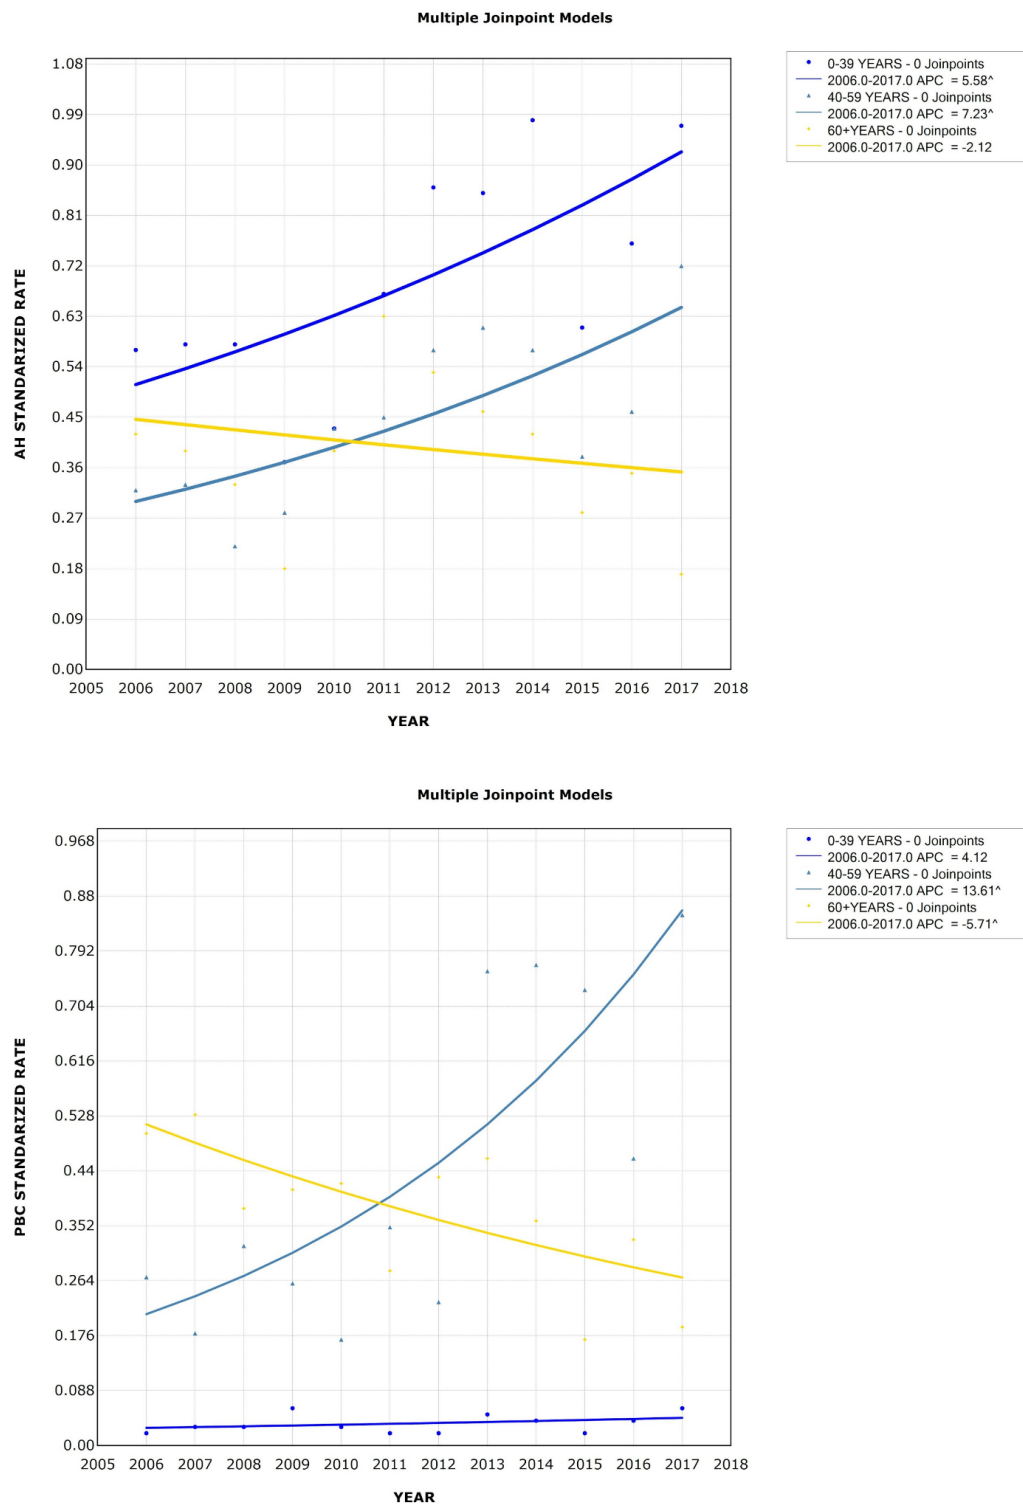 Multiple Joinpoint Models
1.08
0.99
0.90
0.81
0.72
0.63
0.54
0.45
0.36
0.27
0.18
0.09
0.00
AH STANDARIZED RATE
2005 2006 2007 2008 2009 2010 2011 2012 2013 2014 2015 2016 2017 2018
YEAR
0-39 YEARS - 0 Joinpoints
2006.0-2017.0 APC = 5.58^
40-59 YEARS - 0 Joinpoints
2006.0-2017.0 APC = 7.23^
60+YEARS - 0 Joinpoints
2006.0-2017.0 APC = -2.12
Multiple Joinpoint Models
0.968
0.88
0.792
0.704
0.616
0.528
0.44
0.352
0.264
0.176
0.088
0.00
PBC STANDARIZED RATE
2005 2006 2007 2008 2009 2010 2011 2012 2013 2014 2015 2016 2017 2018
YEAR
0-39 YEARS - 0 Joinpoints
2006.0-2017.0 APC = 4.12
40-59 YEARS - 0 Joinpoints
2006.0-2017.0 APC = 13.61^
60+YEARS - 0 Joinpoints
2006.0-2017.0 APC = -5.71^